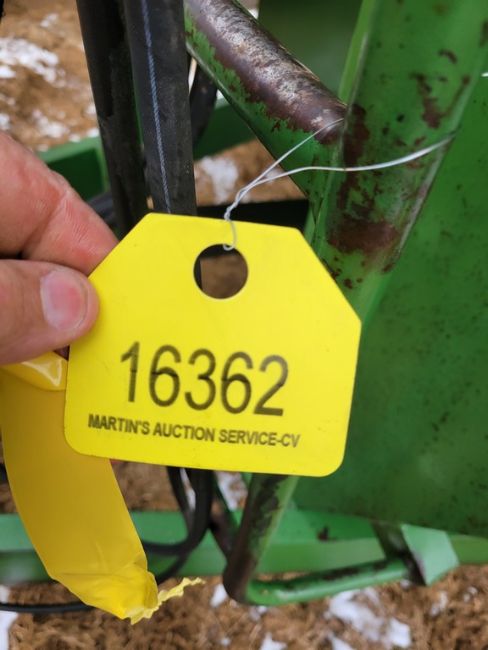 16362
MARTIN'S AUCTION SERVICE-CV